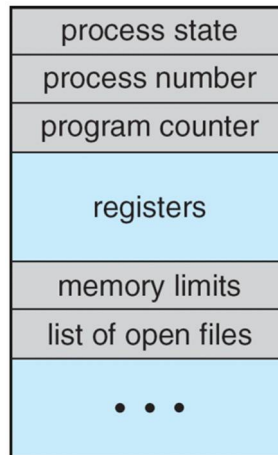 process state
process number
program counter
registers
memory limits
list of open files
• • •